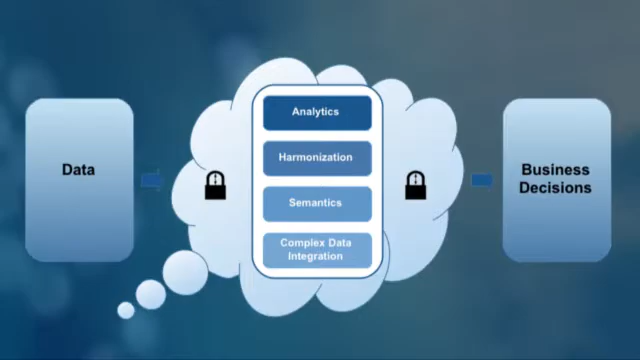 Data
Analytics
Harmonization
Semantics
Complex Data
Integration
Business
Decisions